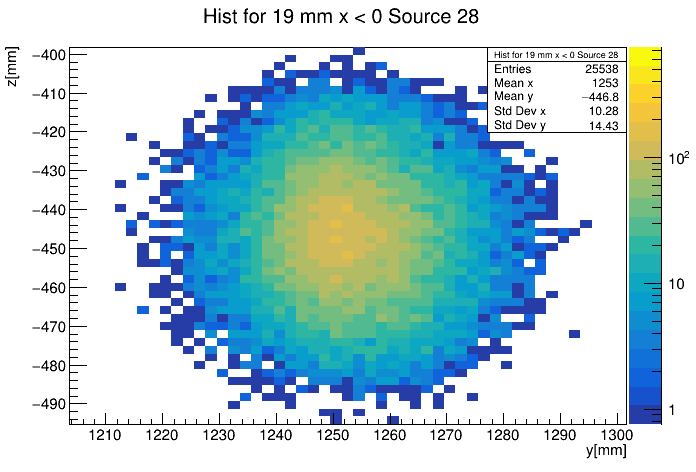 Hist for 19 mm x < 0 Source 28
z[mm]
−400
−410
−420
−430
−440
−450
−460
−470
−480
−490
Hist for 19 mm x < 0 Source 28
Entries 25538
Mean x 1253
Mean y −446.8
Std Dev x 10.28
Std Dev y 14.43
10²
10
1
1210 1220 1230 1240 1250 1260 1270 1280 1290 1300
y[mm]